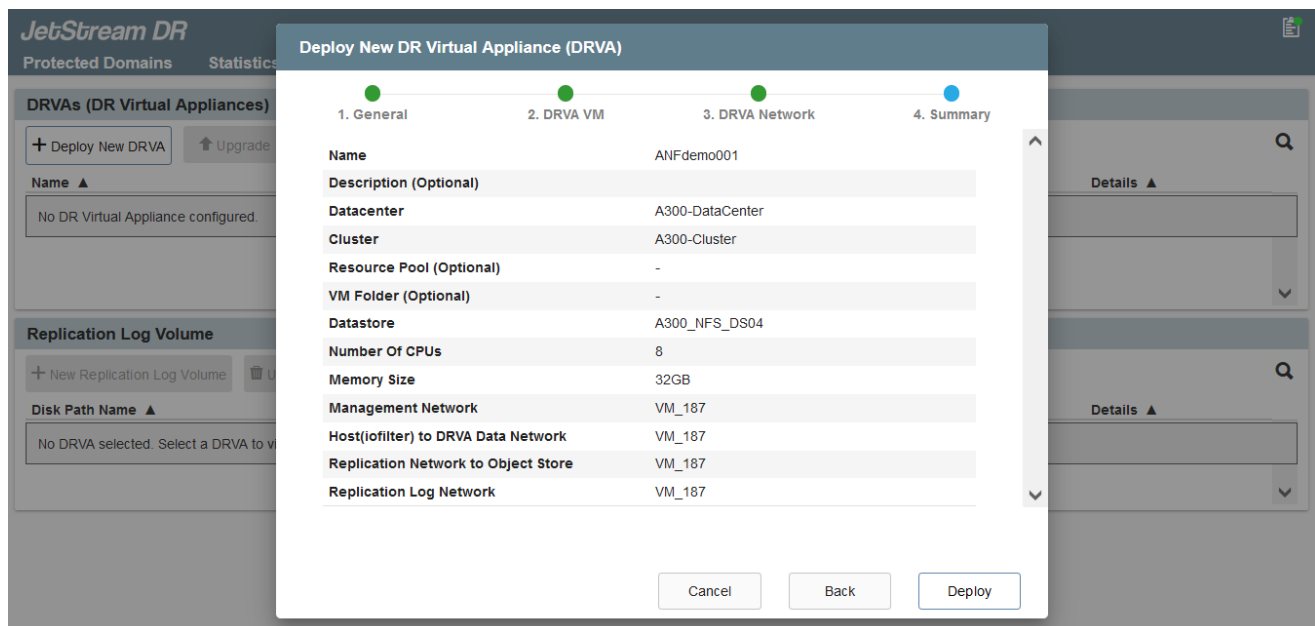 JetStream DR
Protected Domains Statistics
DRVAs (DR Virtual Appliances)
+ Deploy New DRVA Upgrade
Name ▲ Details ▲
No DR Virtual Appliance configured.
Replication Log Volume
+ New Replication Log Volume U
Disk Path Name ▲ Details ▲
No DRVA selected. Select a DRVA to vi
Deploy New DR Virtual Appliance (DRVA)
1. General 2. DRVA VM 3. DRVA Network 4. Summary
Name ANFdemo001
Description (Optional)
Datacenter A300-DataCenter
Cluster A300-Cluster
Resource Pool (Optional) -
VM Folder (Optional) -
Datastore A300_NFS_DS04
Number Of CPUs 8
Memory Size 32GB
Management Network VM_187
Host(iofilter) to DRVA Data Network VM_187
Replication Network to Object Store VM_187
Replication Log Network VM_187
Cancel Back Deploy